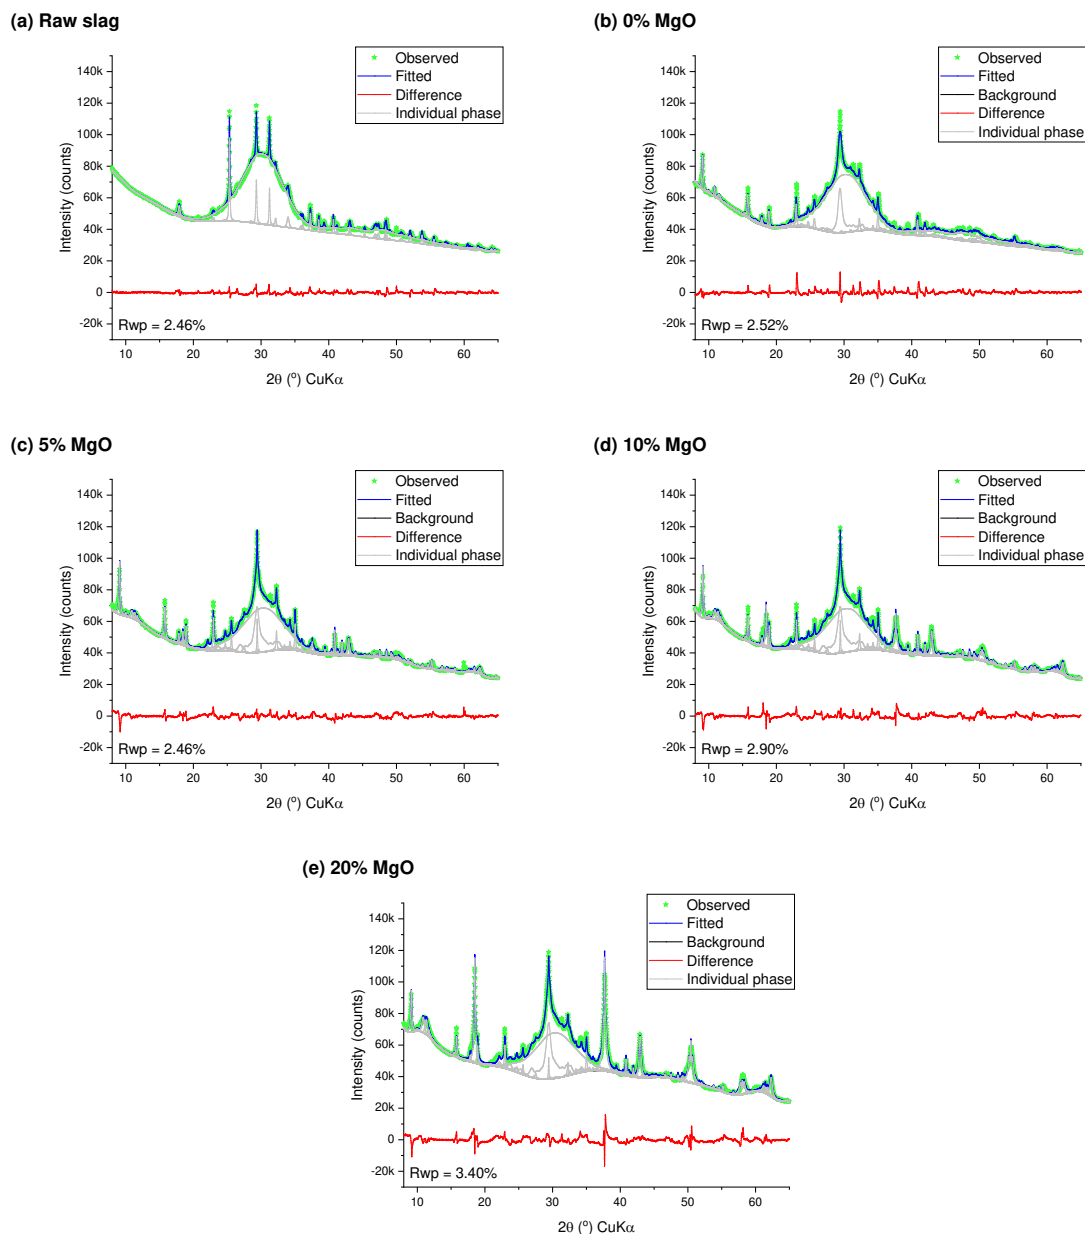 (a) Raw slag
Observed
Fitted
Difference
Individual phase
140k
120k
100k
80k
60k
40k
20k
0
-20k
Intensity (counts)
Rwp = 2.46%
10 20 30 40 50 60
2θ (°) CuKα
(b) 0% MgO
Observed
Fitted
Background
Difference
Individual phase
140k
120k
100k
80k
60k
40k
20k
0
-20k
Intensity (counts)
Rwp = 2.52%
10 20 30 40 50 60
2θ (°) CuKα
(c) 5% MgO
Observed
Fitted
Background
Difference
Individual phase
140k
120k
100k
80k
60k
40k
20k
0
-20k
Intensity (counts)
Rwp = 2.46%
10 20 30 40 50 60
2θ (°) CuKα
(d) 10% MgO
Observed
Fitted
Background
Difference
Individual phase
140k
120k
100k
80k
60k
40k
20k
0
-20k
Intensity (counts)
Rwp = 2.90%
10 20 30 40 50 60
2θ (°) CuKα
(e) 20% MgO
Observed
Fitted
Background
Difference
Individual phase
140k
120k
100k
80k
60k
40k
20k
0
-20k
Intensity (counts)
Rwp = 3.40%
10 20 30 40 50 60
2θ (°) CuKα